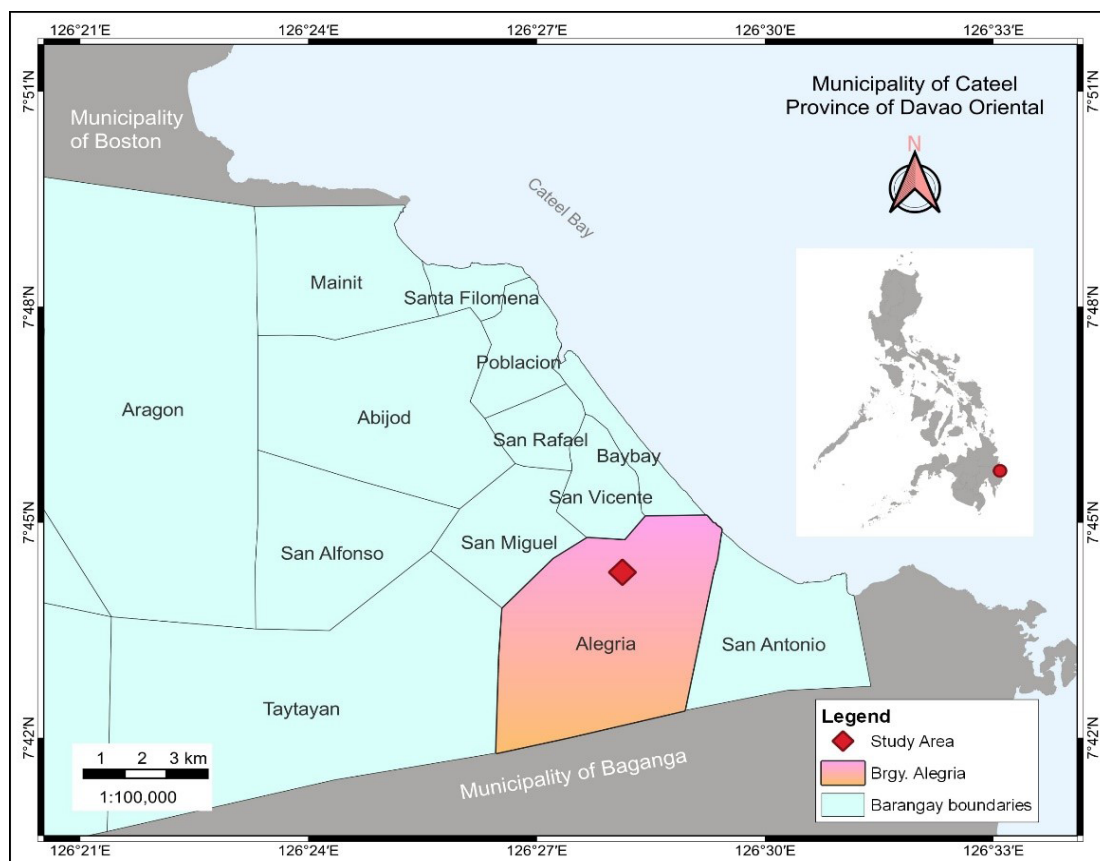 126°21'E
126°24'E
126°27'E
126°30'E
126°33'E
7°51'N
7°51'N
Municipality
of Boston
Municipality of Cateel
Province of Davao Oriental
N
Cateel Bay
Mainit
Santa Filomena
7°48'N
7°48'N
Poblacion
Aragon
Abijod
San Rafael
Baybay
San Vicente
7°45'N
7°45'N
San Alfonso
San Miguel
Alegria
San Antonio
Taytayan
7°42'N
7°42'N
Municipality of Baganga
1 2 3 km
1:100,000
Legend
Study Area
Brgy. Alegria
Barangay boundaries
126°21'E
126°24'E
126°27'E
126°30'E
126°33'E